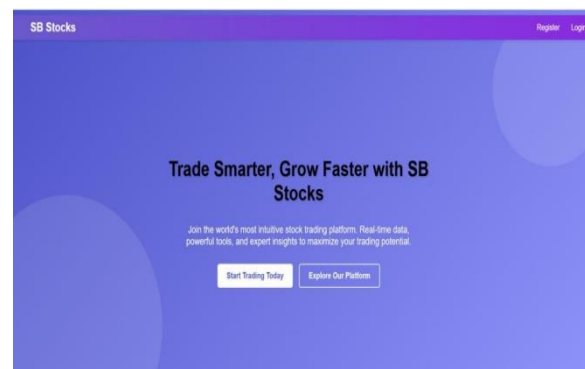 SB Stocks
Register Login
Trade Smarter, Grow Faster with SB
Stocks
Join the world's most intuitive stock trading platform. Real-time data,
powerful tools, and expert insights to maximize your trading potential.
Start Trading Today
Explore Our Platform